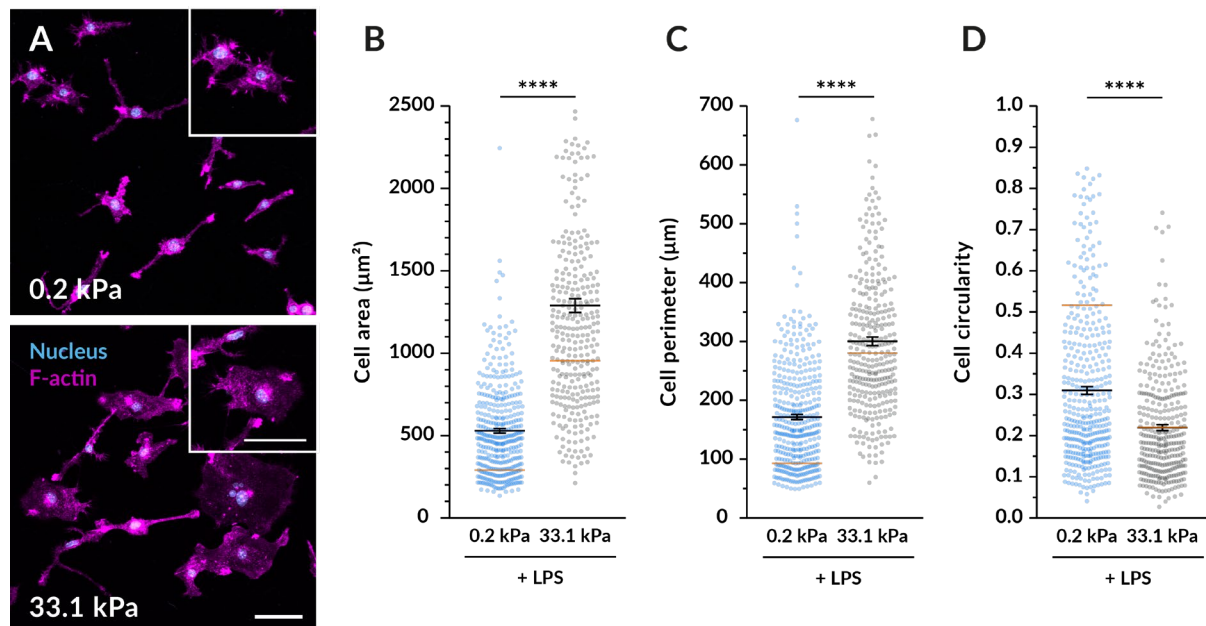 A
0.2 kPa
Nucleus
F-actin
33.1 kPa
B
****
Cell area (µm²)
2500
2000
1500
1000
500
0
0.2 kPa 33.1 kPa
+ LPS
C
****
Cell perimeter (µm)
700
600
500
400
300
200
100
0
0.2 kPa 33.1 kPa
+ LPS
D
****
Cell circularity
1.0
0.9
0.8
0.7
0.6
0.5
0.4
0.3
0.2
0.1
0.0
0.2 kPa 33.1 kPa
+ LPS